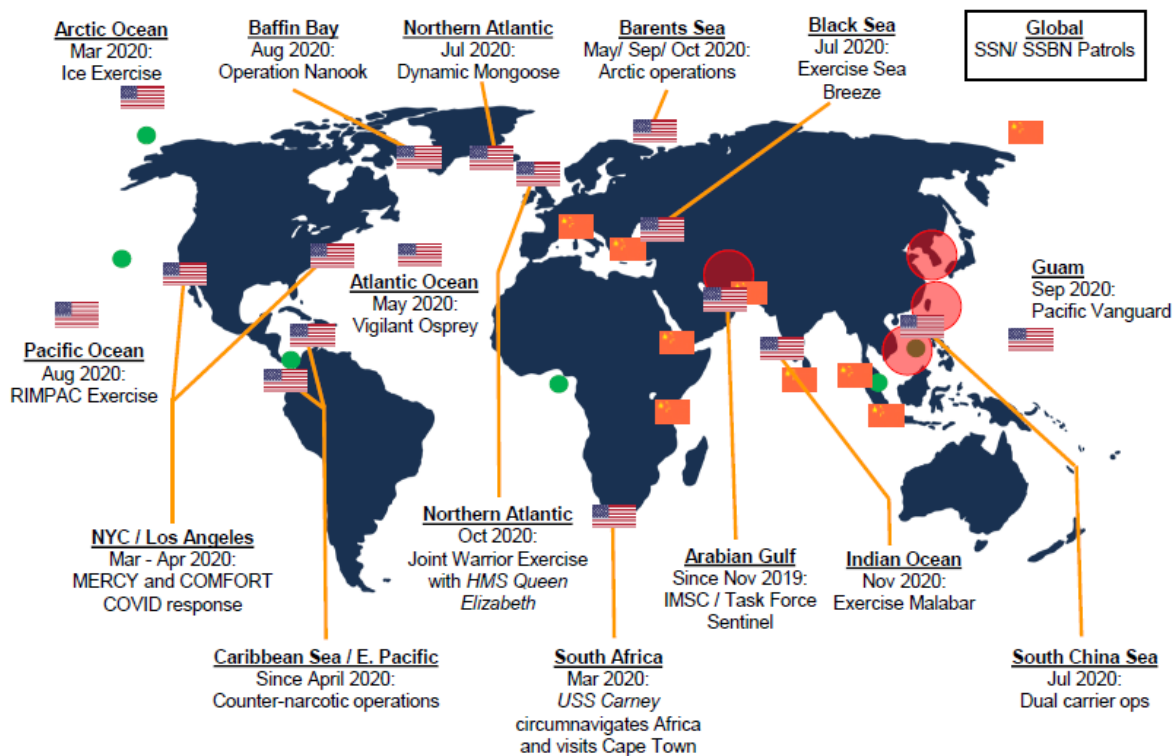 Arctic Ocean
Mar 2020:
Ice Exercise
Baffin Bay
Aug 2020:
Operation Nanook
Northern Atlantic
Jul 2020:
Dynamic Mongoose
Barents Sea
May/ Sep/ Oct 2020:
Arctic operations
Black Sea
Jul 2020:
Exercise Sea
Breeze
Global
SSN/ SSBN Patrols
Atlantic Ocean
May 2020:
Vigilant Osprey
Guam
Sep 2020:
Pacific Vanguard
Pacific Ocean
Aug 2020:
RIMPAC Exercise
NYC / Los Angeles
Mar - Apr 2020:
MERCY and COMFORT
COVID response
Northern Atlantic
Oct 2020:
Joint Warrior Exercise
with HMS Queen
Elizabeth
Arabian Gulf
Since Nov 2019:
IMSC / Task Force
Sentinel
Indian Ocean
Nov 2020:
Exercise Malabar
Caribbean Sea / E. Pacific
Since April 2020:
Counter-narcotic operations
South Africa
Mar 2020:
USS Carney
circumnavigates Africa
and visits Cape Town
South China Sea
Jul 2020:
Dual carrier ops